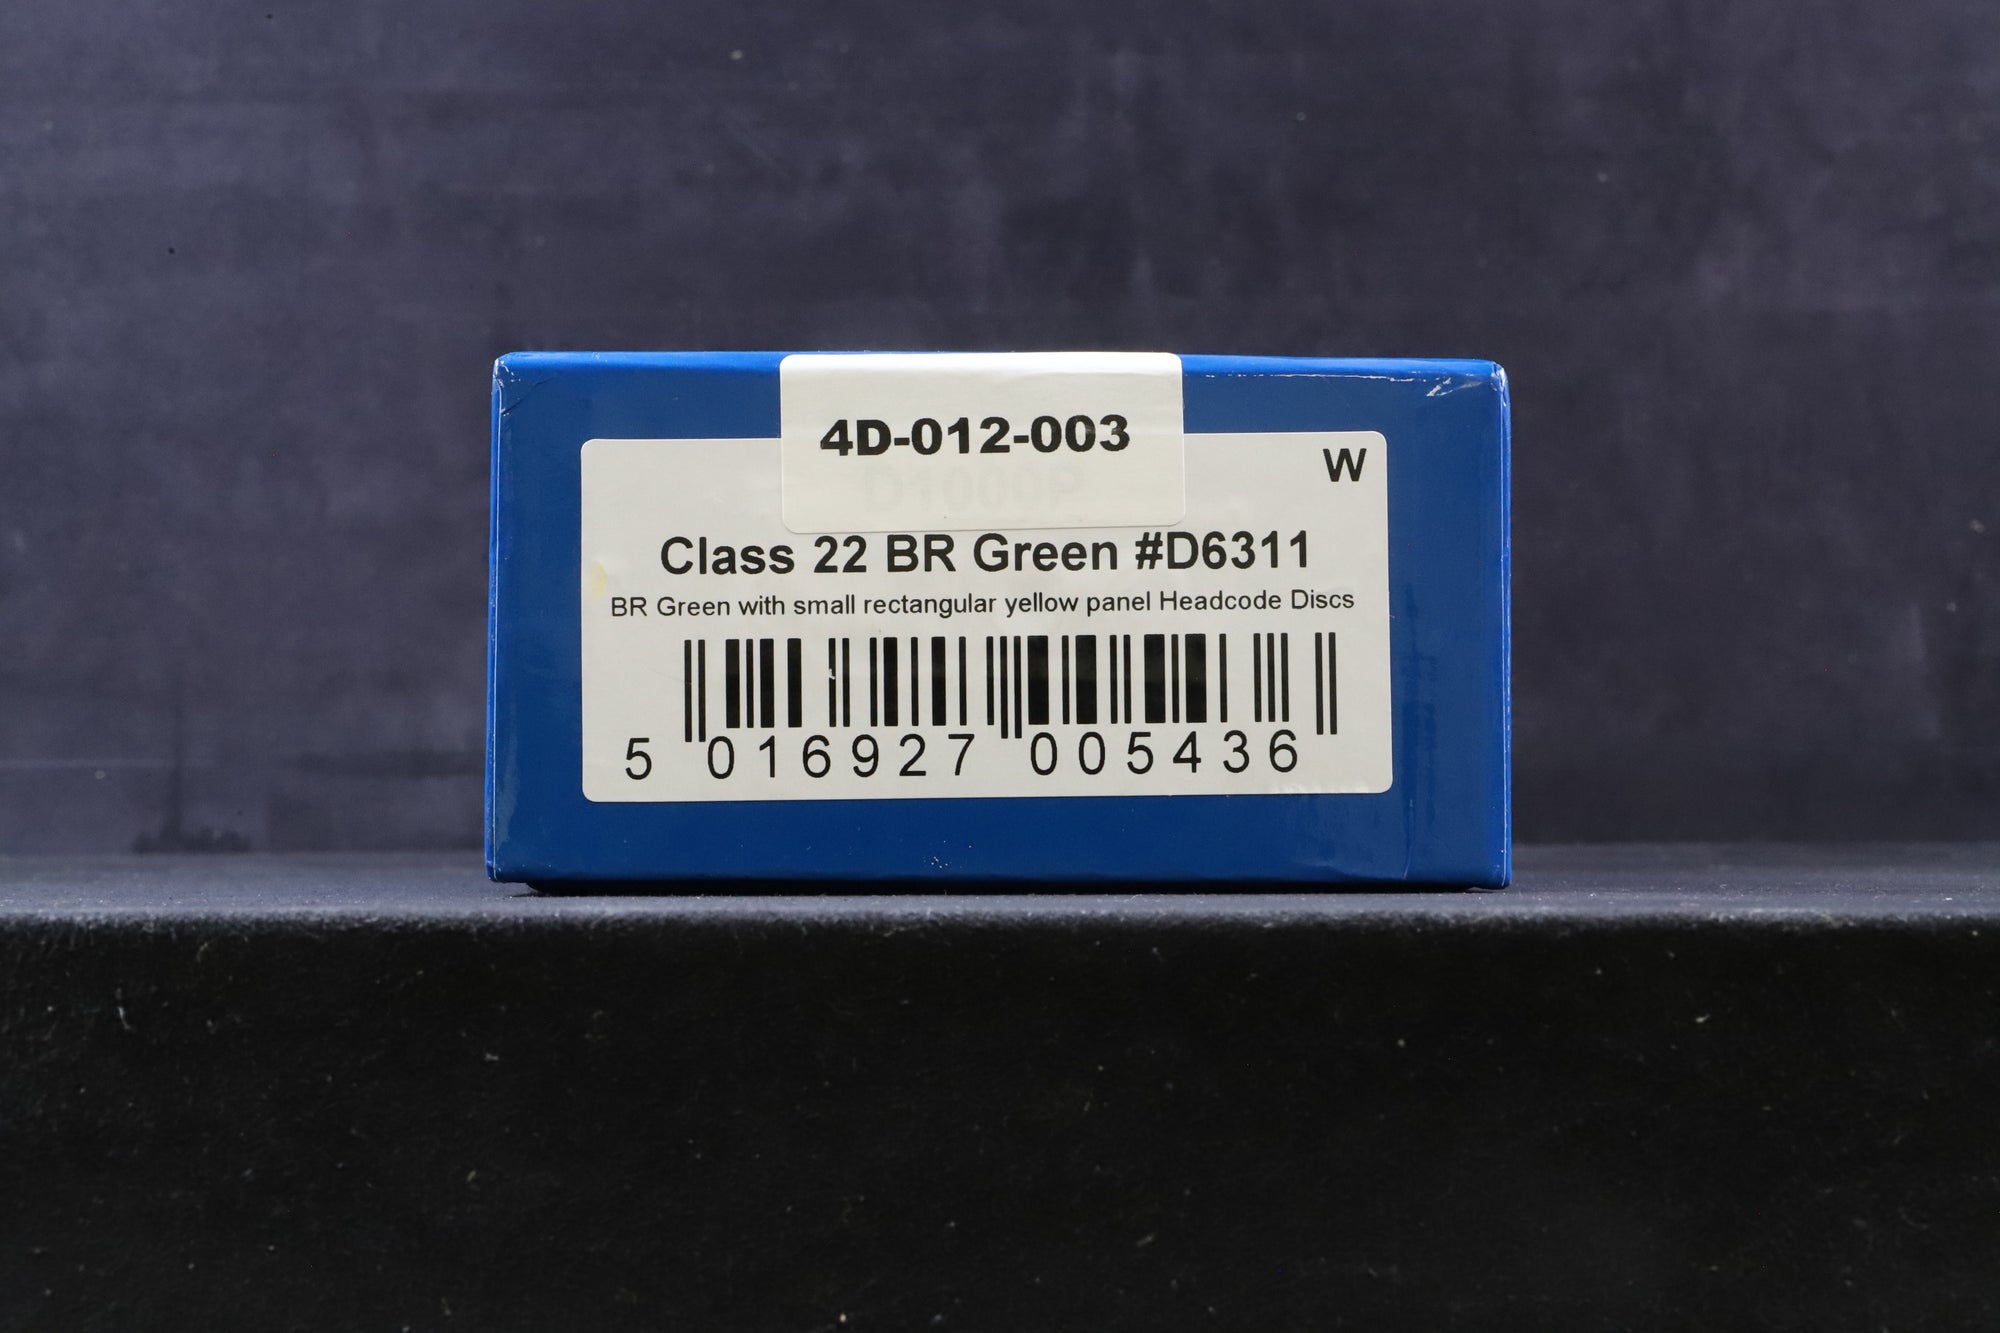 4D-012-003
D1000P
W
Class 22 BR Green #D6311
BR Green with small rectangular yellow panel Headcode Discs
5 016927 005436